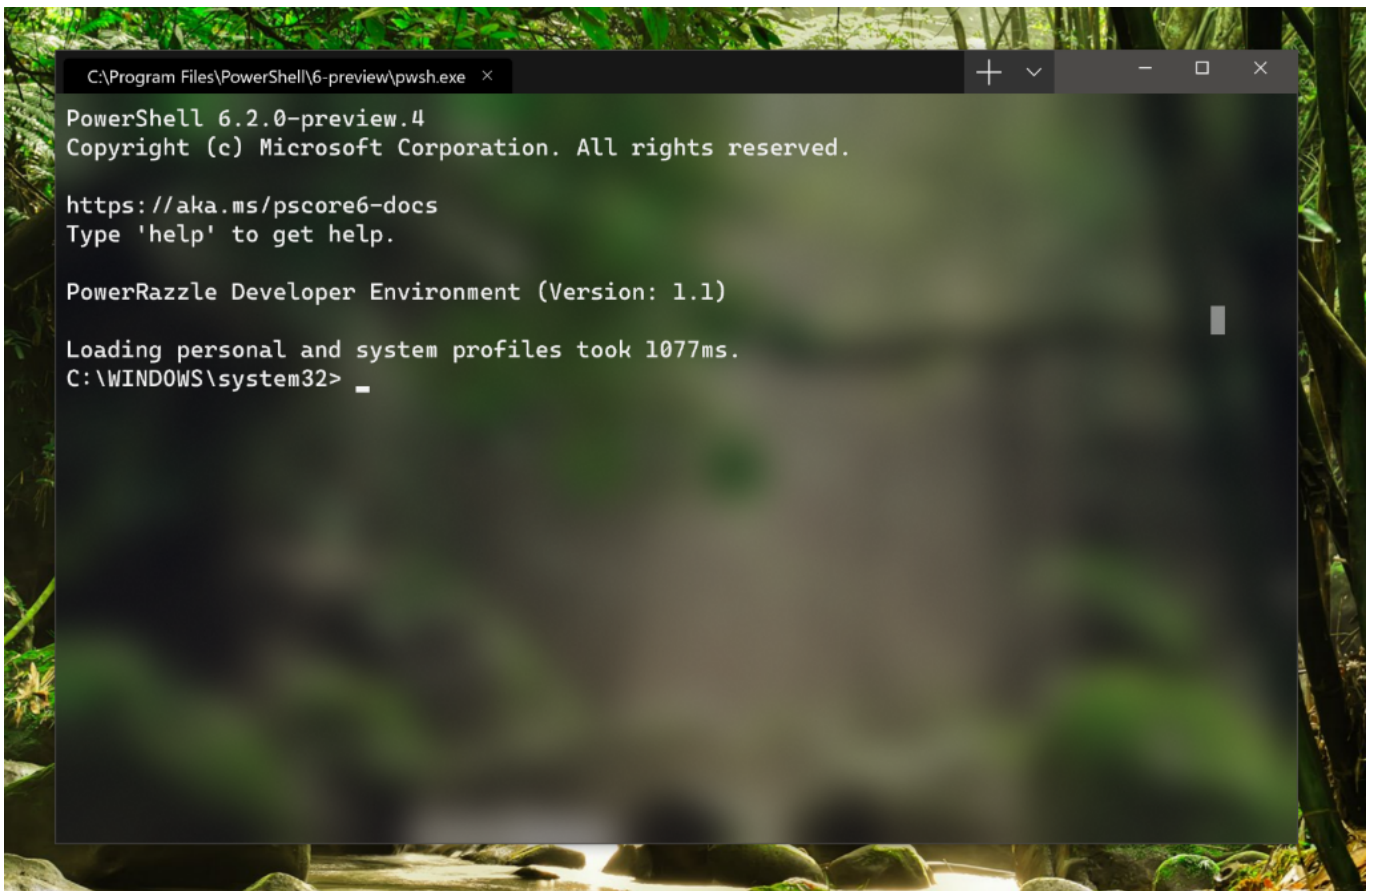 C:\Program Files\PowerShell\6-preview\pwsh.exe
PowerShell 6.2.0-preview.4
Copyright (c) Microsoft Corporation. All rights reserved.
https://aka.ms/pscore6-docs
Type 'help' to get help.
PowerRazzle Developer Environment (Version: 1.1)
Loading personal and system profiles took 1077ms.
C:\WINDOWS\system32> _